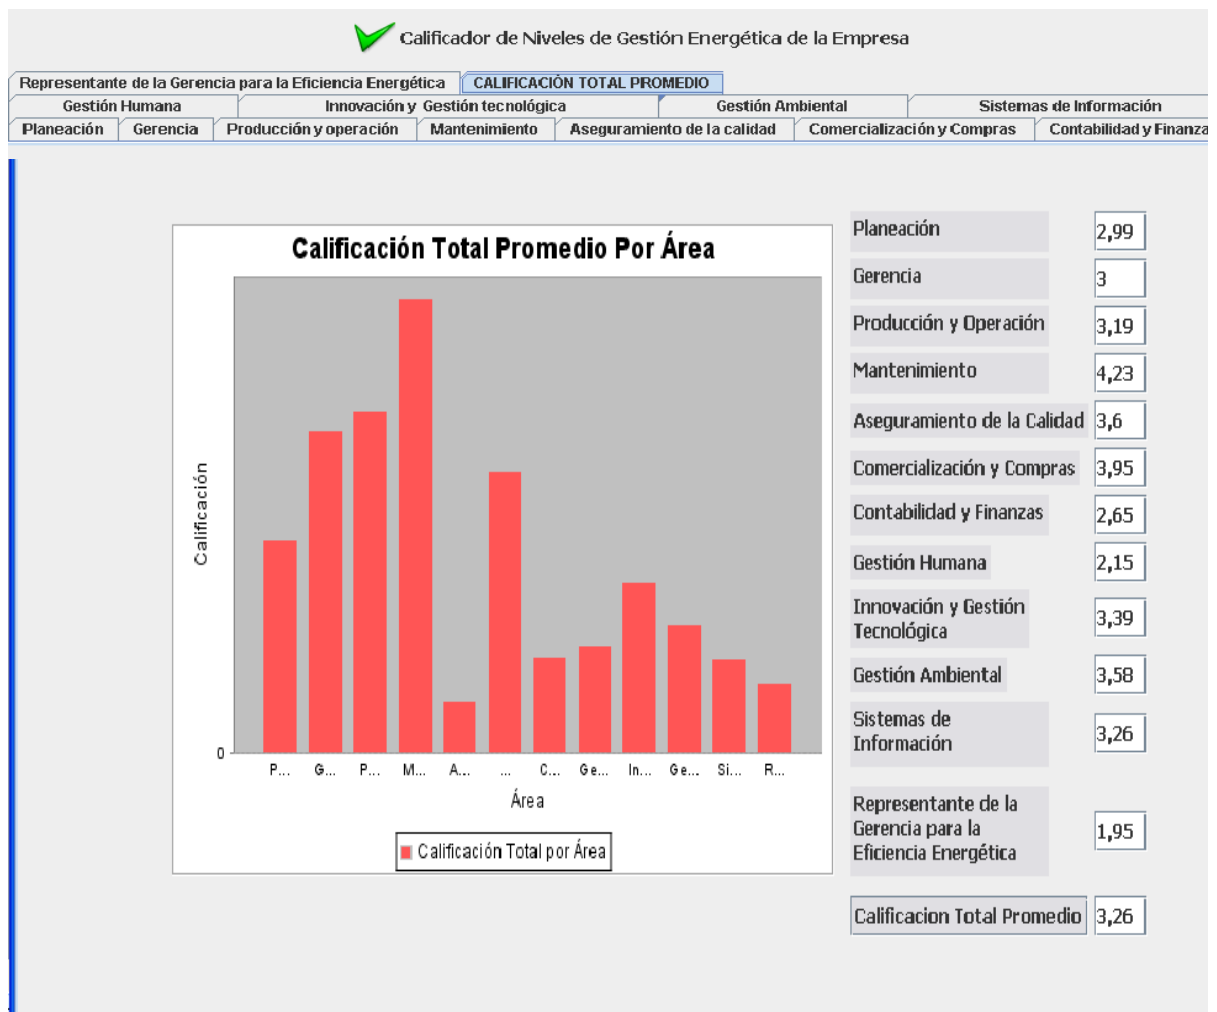 Calificador de Niveles de Gestión Energética de la Empresa
Representante de la Gerencia para la Eficiencia Energética
CALIFICACIÓN TOTAL PROMEDIO
Gestión Humana
Innovación y Gestión tecnológica
Gestión Ambiental
Sistemas de Información
Planeación
Gerencia
Producción y operación
Mantenimiento
Aseguramiento de la calidad
Comercialización y Compras
Contabilidad y Finanza
Calificación Total Promedio Por Área
Calificación
0
P...
G...
P...
M...
A...
...
C...
Ge...
In...
Ge...
Si...
R...
Área
Calificación Total por Área
Planeación
2,99
Gerencia
3
Producción y Operación
3,19
Mantenimiento
4,23
Aseguramiento de la Calidad
3,6
Comercialización y Compras
3,95
Contabilidad y Finanzas
2,65
Gestión Humana
2,15
Innovación y Gestión
Tecnológica
3,39
Gestión Ambiental
3,58
Sistemas de
Información
3,26
Representante de la
Gerencia para la
Eficiencia Energética
1,95
Calificacion Total Promedio
3,26